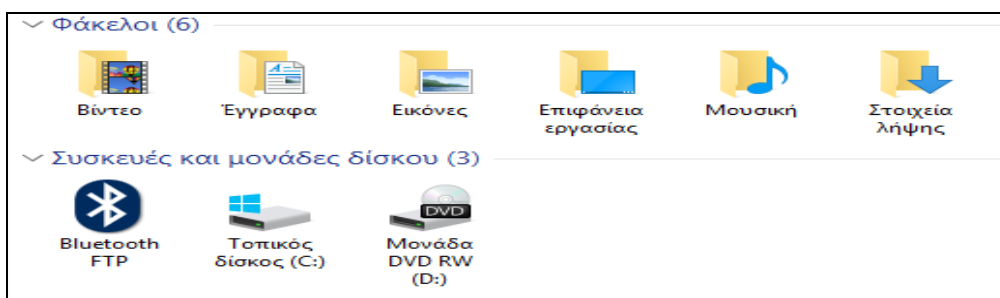 Φάκελοι (6)
Βίντεο Έγγραφα Εικόνες Επιφάνεια εργασίας Μουσική Στοιχεία λήψης
Συσκευές και μονάδες δίσκου (3)
DVD
Bluetooth FTP Τοπικός δίσκος (C:) Μονάδα DVD RW (D:)